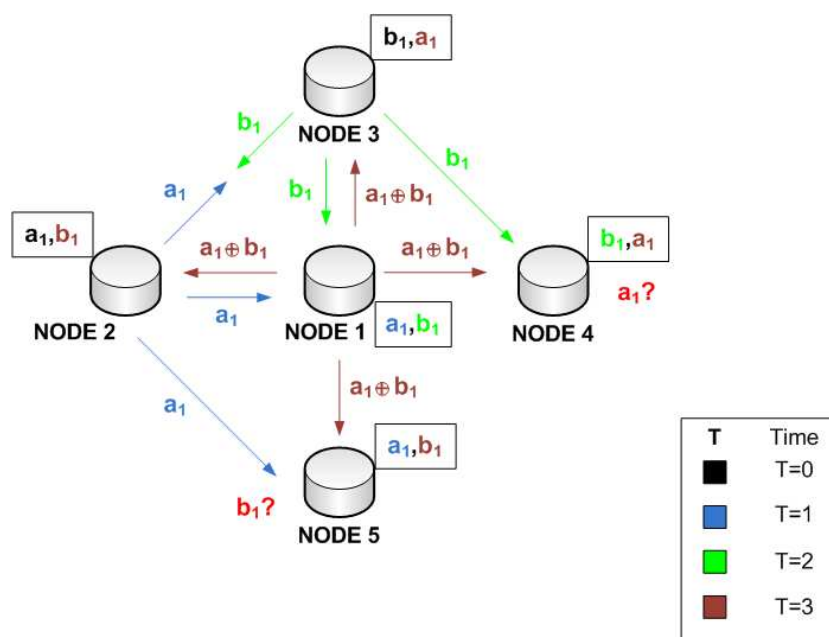 b₁,a₁
NODE 3
b₁
a₁
b₁
a₁⊕b₁
b₁
a₁,b₁
a₁⊕b₁
a₁⊕b₁
b₁,a₁
a₁
a₁?
NODE 2
NODE 1
a₁,b₁
NODE 4
a₁
a₁⊕b₁
a₁,b₁
b₁?
NODE 5
T Time
T=0
T=1
T=2
T=3